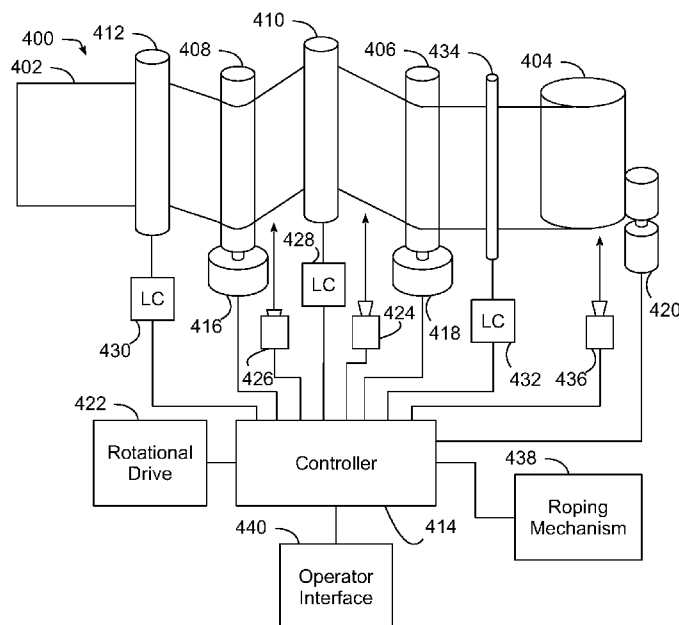 400
412
408
410
406
434
404
402
LC
430
416
426
428
LC
424
418
LC
432
436
420
422
Rotational
Drive
Controller
438
Roping
Mechanism
440
414
Operator
Interface